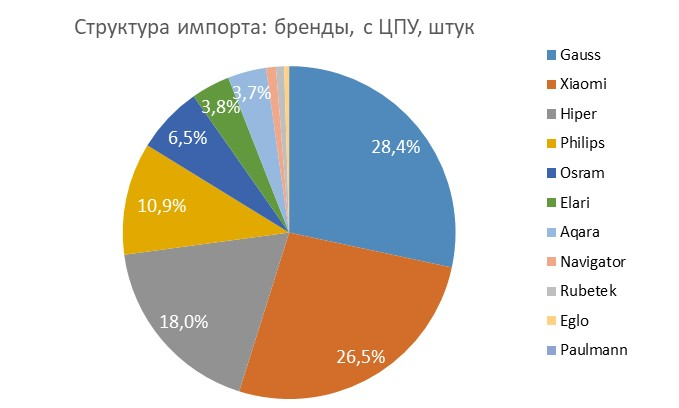 Структура импорта: бренды, с ЦПУ, штук
Gauss
Xiaomi
Hiper
Philips
Osram
Elari
Aqara
Navigator
Rubetek
Eglo
Paulmann
28,4%
26,5%
18,0%
10,9%
6,5%
3,8%
3,7%